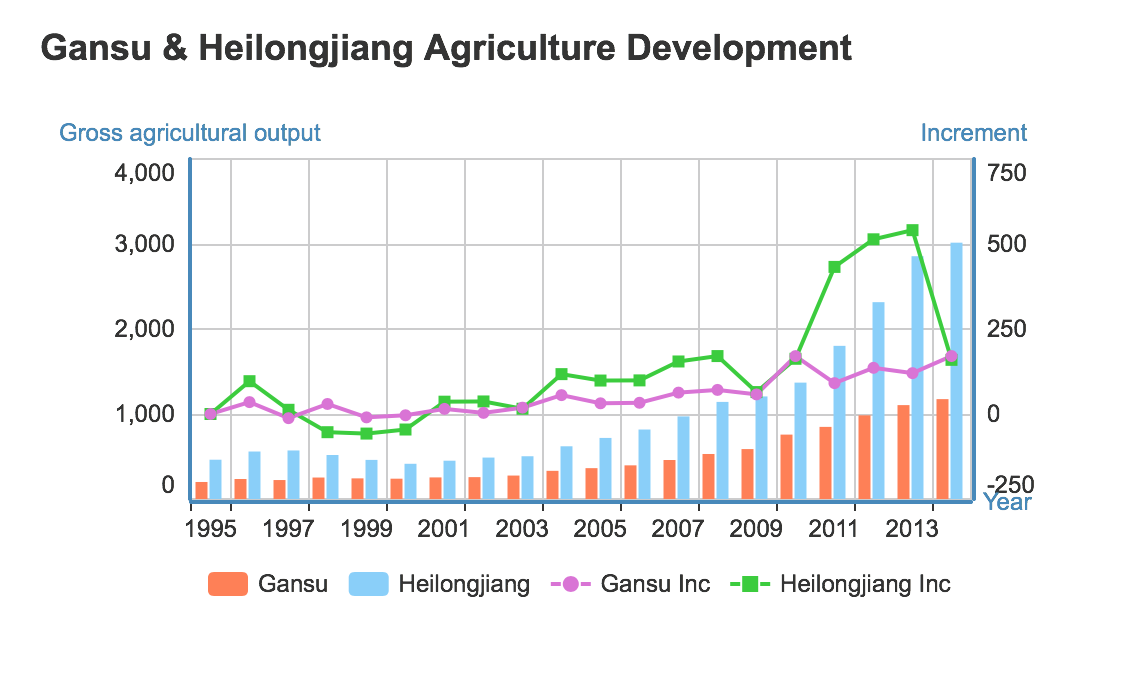 Gansu & Heilongjiang Agriculture Development
Gross agricultural output Increment
4,000 750
3,000 500
2,000 250
1,000 0
0 -250
Year
1995 1997 1999 2001 2003 2005 2007 2009 2011 2013
Gansu Heilongjiang Gansu Inc Heilongjiang Inc